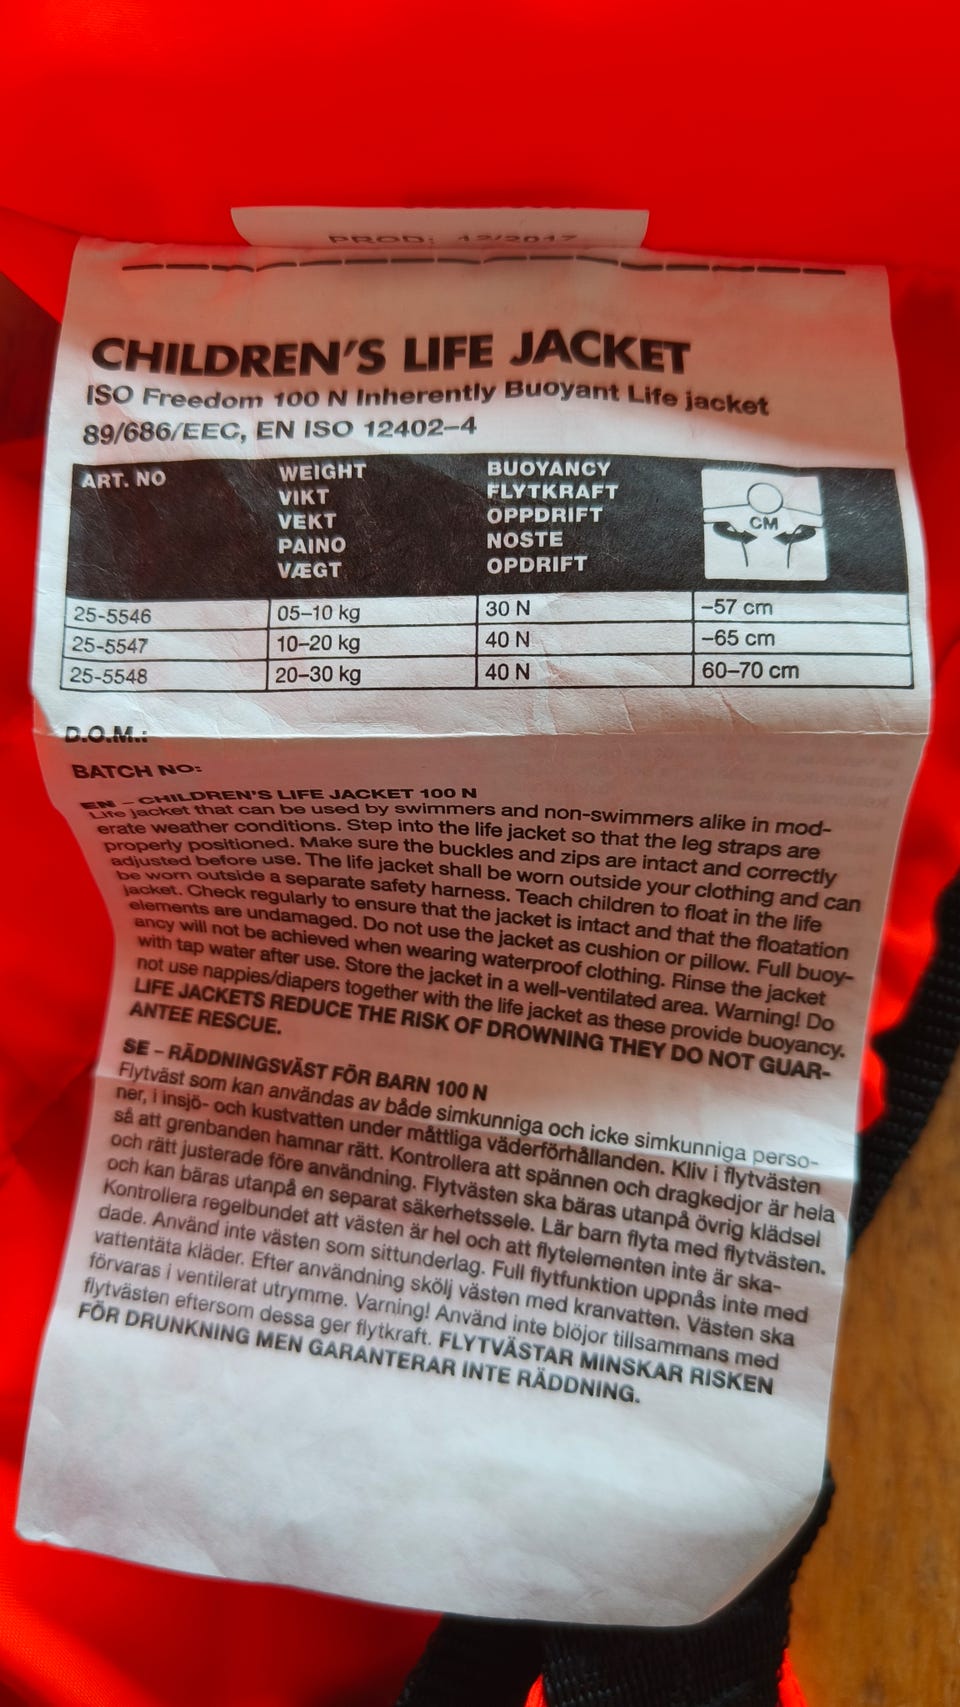 PROD: 12/2017
CHILDREN'S LIFE JACKET
ISO Freedom 100 N Inherently Buoyant Life jacket
89/686/EEC, EN ISO 12402–4
ART. NO WEIGHT VIKT VEKT PAINO VÆGT BUOYANCY FLYTKRAFT OPPDRIFT NOSTE OPDRIFT CM
25-5546 05–10 kg 30 N –57 cm
25-5547 10–20 kg 40 N –65 cm
25-5548 20–30 kg 40 N 60–70 cm
D.O.M.:
BATCH NO:
EN – CHILDREN'S LIFE JACKET 100 N
Life jacket that can be used by swimmers and non-swimmers alike in mod-
erate weather conditions. Step into the life jacket so that the leg straps are
properly positioned. Make sure the buckles and zips are intact and correctly
adjusted before use. The life jacket shall be worn outside your clothing and can
be worn outside a separate safety harness. Teach children to float in the life
jacket. Check regularly to ensure that the jacket is intact and that the floatation
elements are undamaged. Do not use the jacket as cushion or pillow. Full buoy-
ancy will not be achieved when wearing waterproof clothing. Rinse the jacket
with tap water after use. Store the jacket in a well-ventilated area. Warning! Do
not use nappies/diapers together with the life jacket as these provide buoyancy.
LIFE JACKETS REDUCE THE RISK OF DROWNING THEY DO NOT GUAR-
ANTEE RESCUE.
SE – RÄDDNINGSVÄST FÖR BARN 100 N
Flytväst som kan användas av både simkunniga och icke simkunniga perso-
ner, i insjö- och kustvatten under måttliga väderförhållanden. Kliv i flytvästen
så att grenbanden hamnar rätt. Kontrollera att spännen och dragkedjor är hela
och rätt justerade före användning. Flytvästen ska bäras utanpå övrig klädsel
och kan bäras utanpå en separat säkerhetssele. Lär barn flyta med flytvästen.
Kontrollera regelbundet att västen är hel och att flytelementen inte är ska-
dade. Använd inte västen som sittunderlag. Full flytfunktion uppnås inte med
vattentäta kläder. Efter användning skölj västen med kranvatten. Västen ska
förvaras i ventilerat utrymme. Varning! Använd inte blöjor tillsammans med
flytvästen eftersom dessa ger flytkraft. FLYTVÄSTAR MINSKAR RISKEN
FÖR DRUNKNING MEN GARANTERAR INTE RÄDDNING.